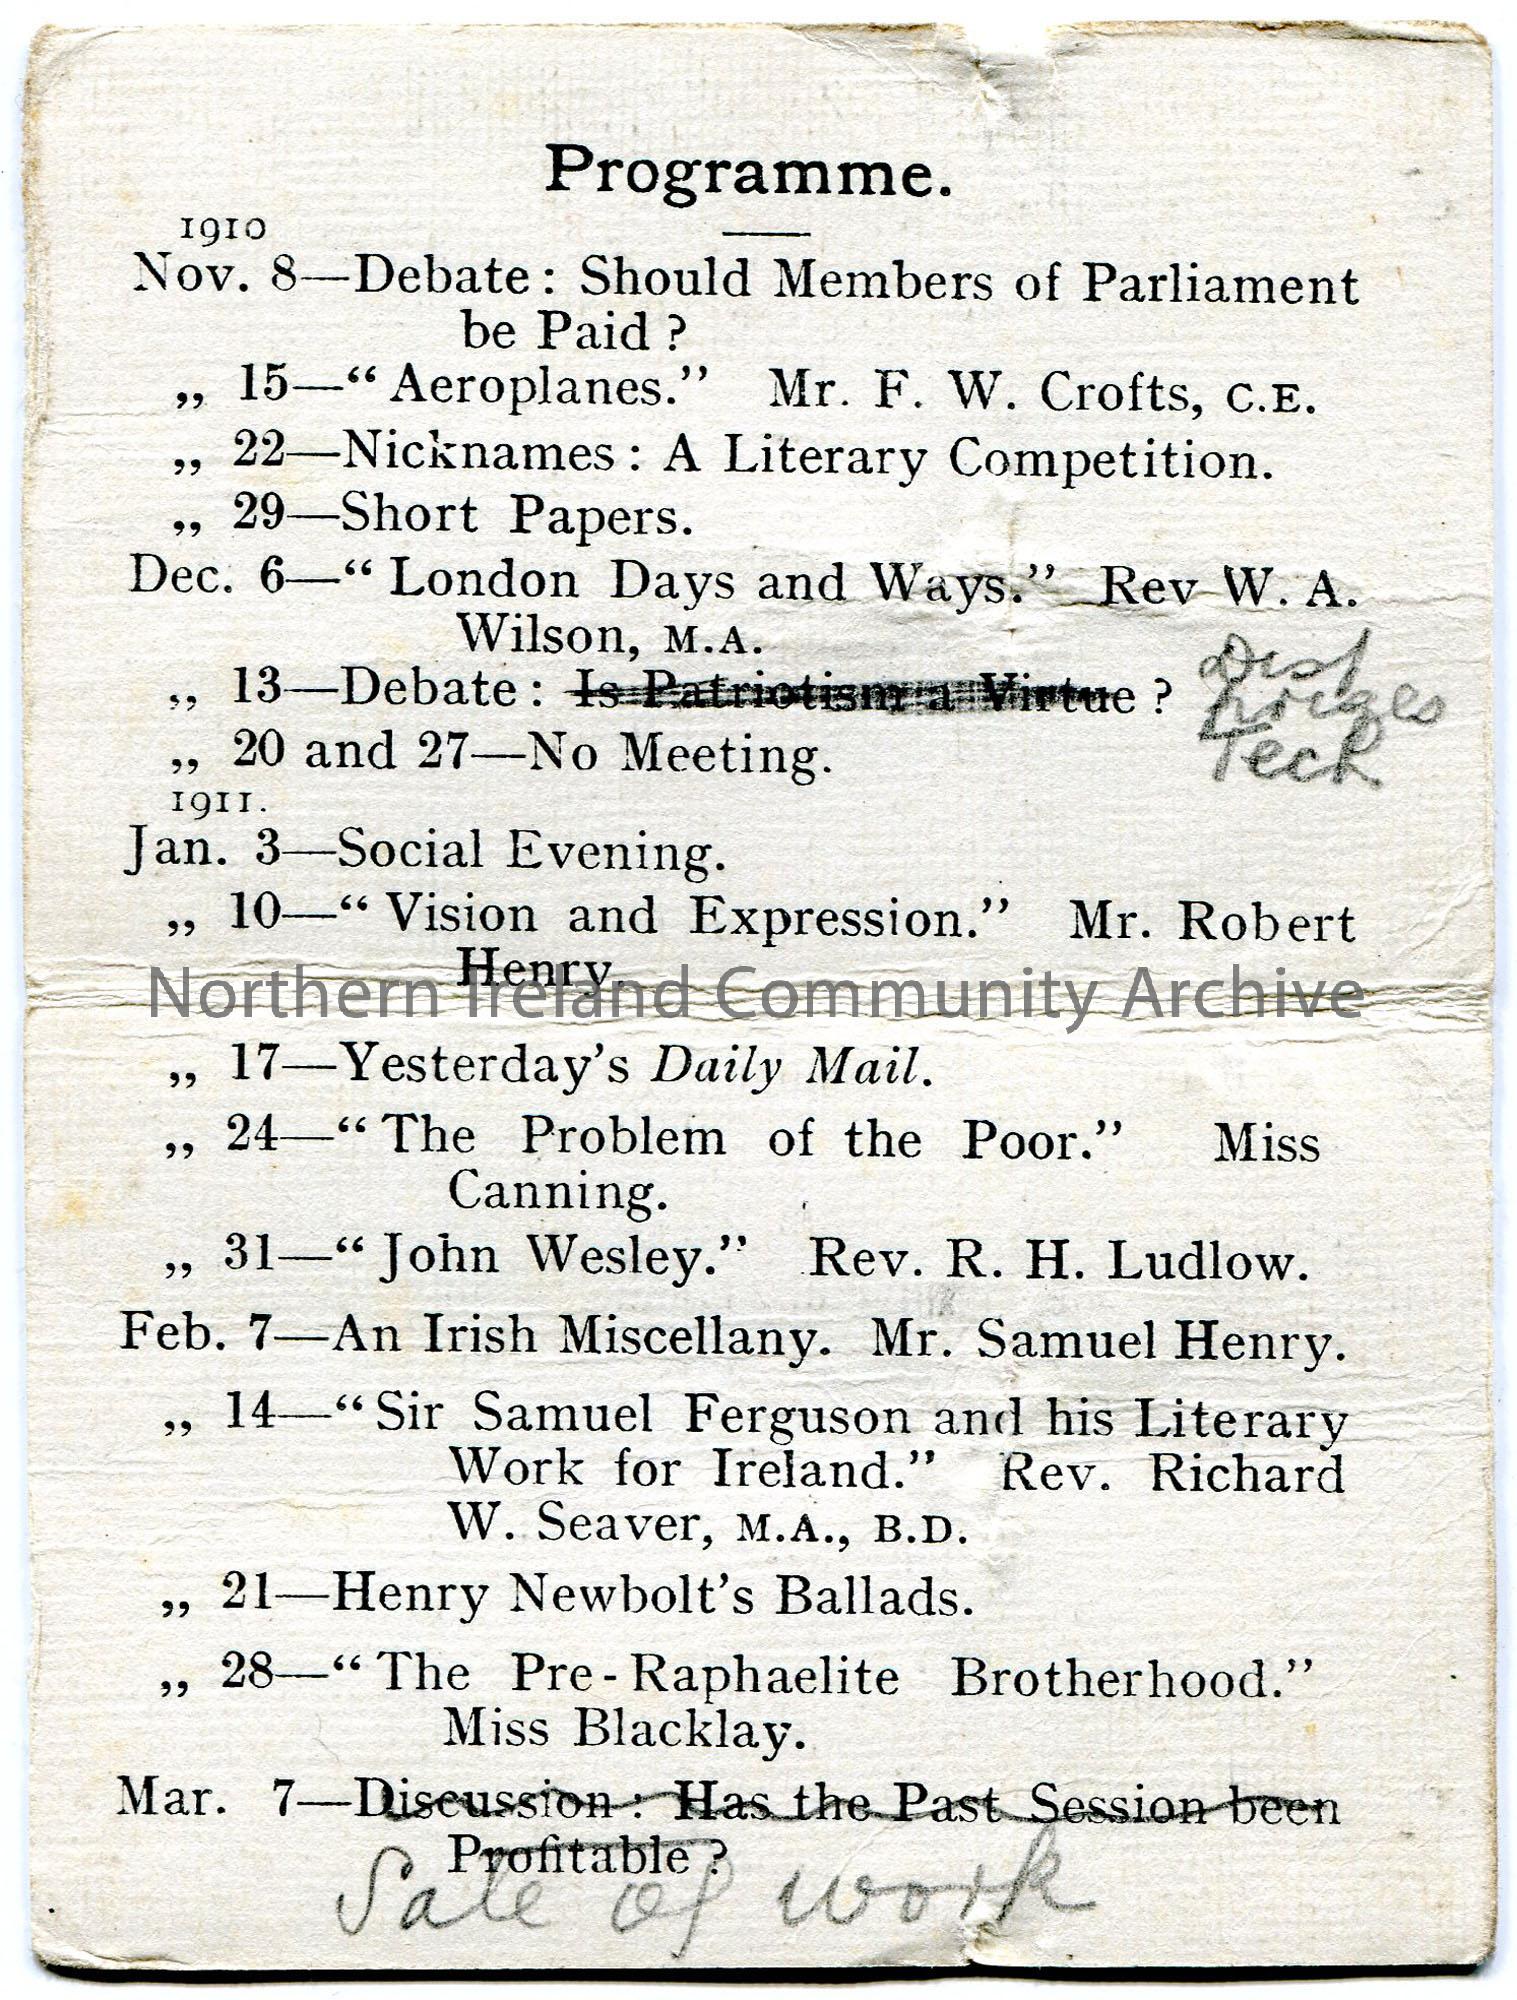 Programme.
1910
Nov. 8—Debate: Should Members of Parliament
be Paid?
„ 15—“Aeroplanes.” Mr. F. W. Crofts, C.E.
„ 22—Nicknames: A Literary Competition.
„ 29—Short Papers.
Dec. 6—“London Days and Ways.” Rev W. A.
Wilson, M.A.
„ 13—Debate: Is Patriotism a Virtue?
Dist
prizes
Teck
„ 20 and 27—No Meeting.
1911.
Jan. 3—Social Evening.
„ 10—“Vision and Expression.” Mr. Robert
Henry.
Northern Ireland Community Archive
„ 17—Yesterday’s Daily Mail.
„ 24—“The Problem of the Poor.” Miss
Canning.
„ 31—“John Wesley.” Rev. R. H. Ludlow.
Feb. 7—An Irish Miscellany. Mr. Samuel Henry.
„ 14—“Sir Samuel Ferguson and his Literary
Work for Ireland.” Rev. Richard
W. Seaver, M.A., B.D.
„ 21—Henry Newbolt’s Ballads.
„ 28—“The Pre-Raphaelite Brotherhood.”
Miss Blacklay.
Mar. 7—Discussion: Has the Past Session been
Profitable?
Sale of work